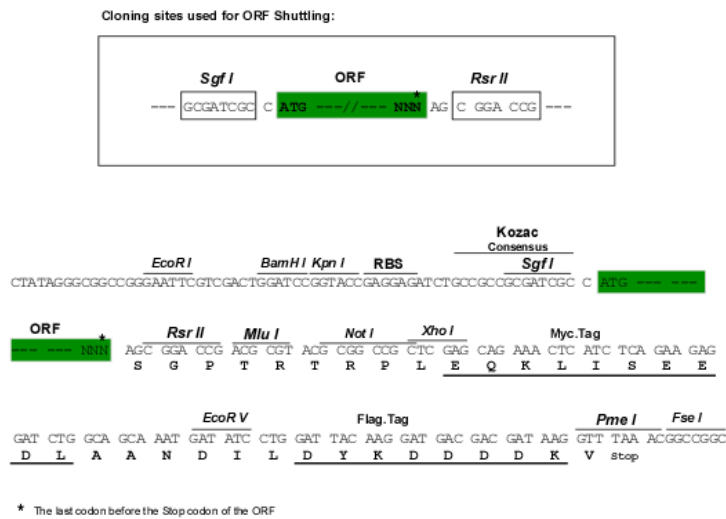 Cloning sites used for ORF Shuttling:
Sgf I ORF Rsr II
--- GCGATCGC C ATG ---//--- NNN * AG C GGA CCG ---
Kozac
Consensus
EcoR I BamH I Kpn I RBS Sgf I
CTATAGGGCGGCCGGGAATTCGTCGACTGGATCCGGTACCGAGGAGATCTGCCGCCGCGATCGC C ATG --- ---
ORF * Rsr II Mlu I Not I Xho I Myc.Tag
--- --- NNN AGC GGA CCG ACG CGT ACG CGG CCG CTC GAG CAG AAA CTC ATC TCA GAA GAG
S G P T R T R P L E Q K L I S E E
EcoR V Flag.Tag Pme I Fse I
GAT CTG GCA GCA AAT GAT ATC CTG GAT TAC AAG GAT GAC GAC GAT AAG GTT TAA ACGGCCGGC
D L A A N D I L D Y K D D D D K V Stop
* The last codon before the Stop codon of the ORF